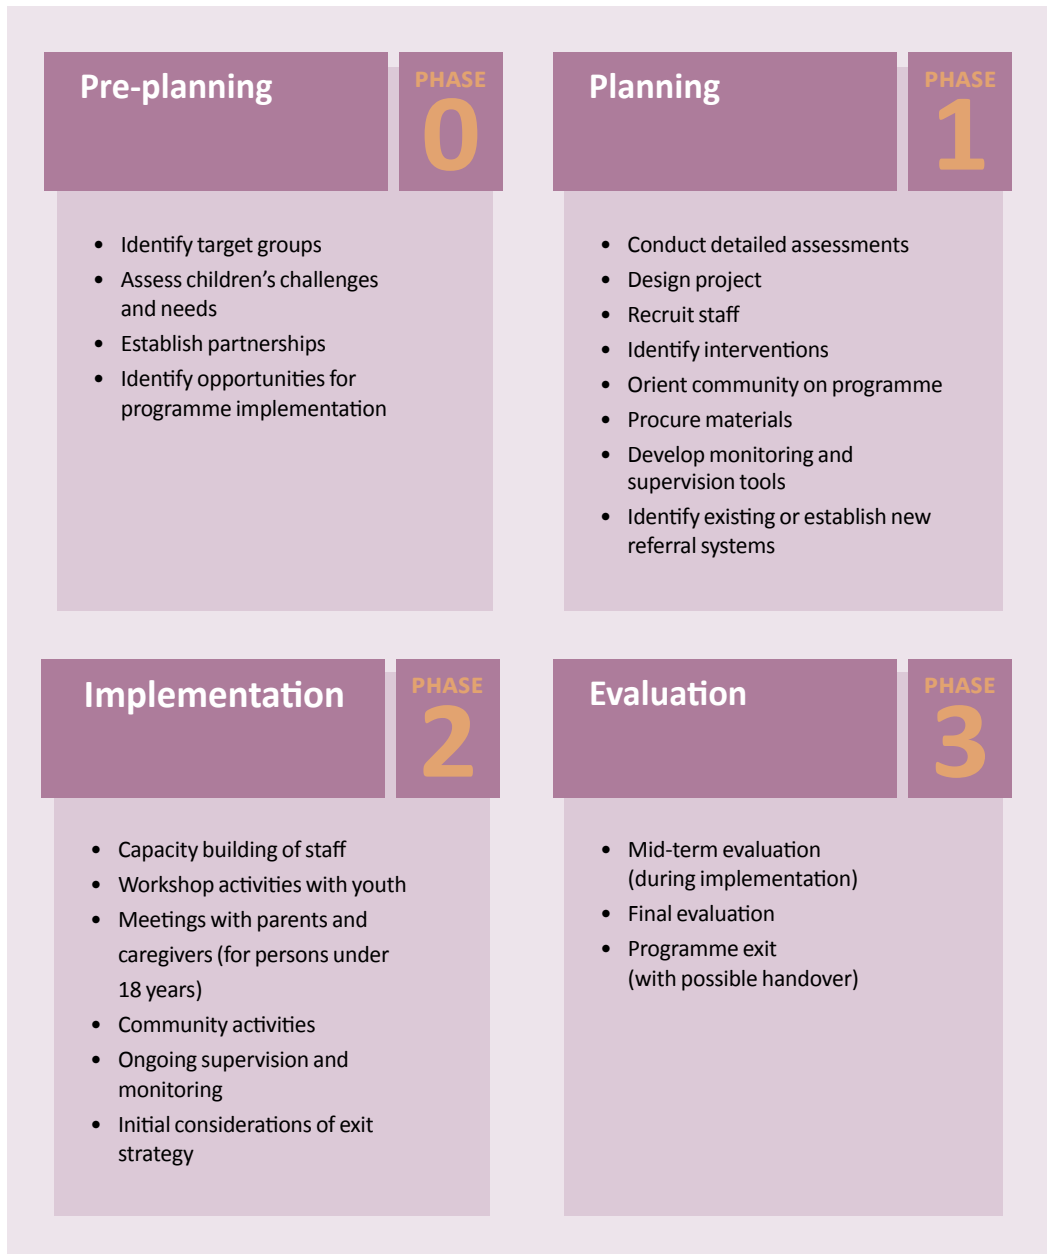 Pre-planning
PHASE
0
• Identify target groups
• Assess children’s challenges
and needs
• Establish partnerships
• Identify opportunities for
programme implementation
Planning
PHASE
1
• Conduct detailed assessments
• Design project
• Recruit staff
• Identify interventions
• Orient community on programme
• Procure materials
• Develop monitoring and
supervision tools
• Identify existing or establish new
referral systems
Implementation
PHASE
2
• Capacity building of staff
• Workshop activities with youth
• Meetings with parents and
caregivers (for persons under
18 years)
• Community activities
• Ongoing supervision and
monitoring
• Initial considerations of exit
strategy
Evaluation
PHASE
3
• Mid-term evaluation
(during implementation)
• Final evaluation
• Programme exit
(with possible handover)